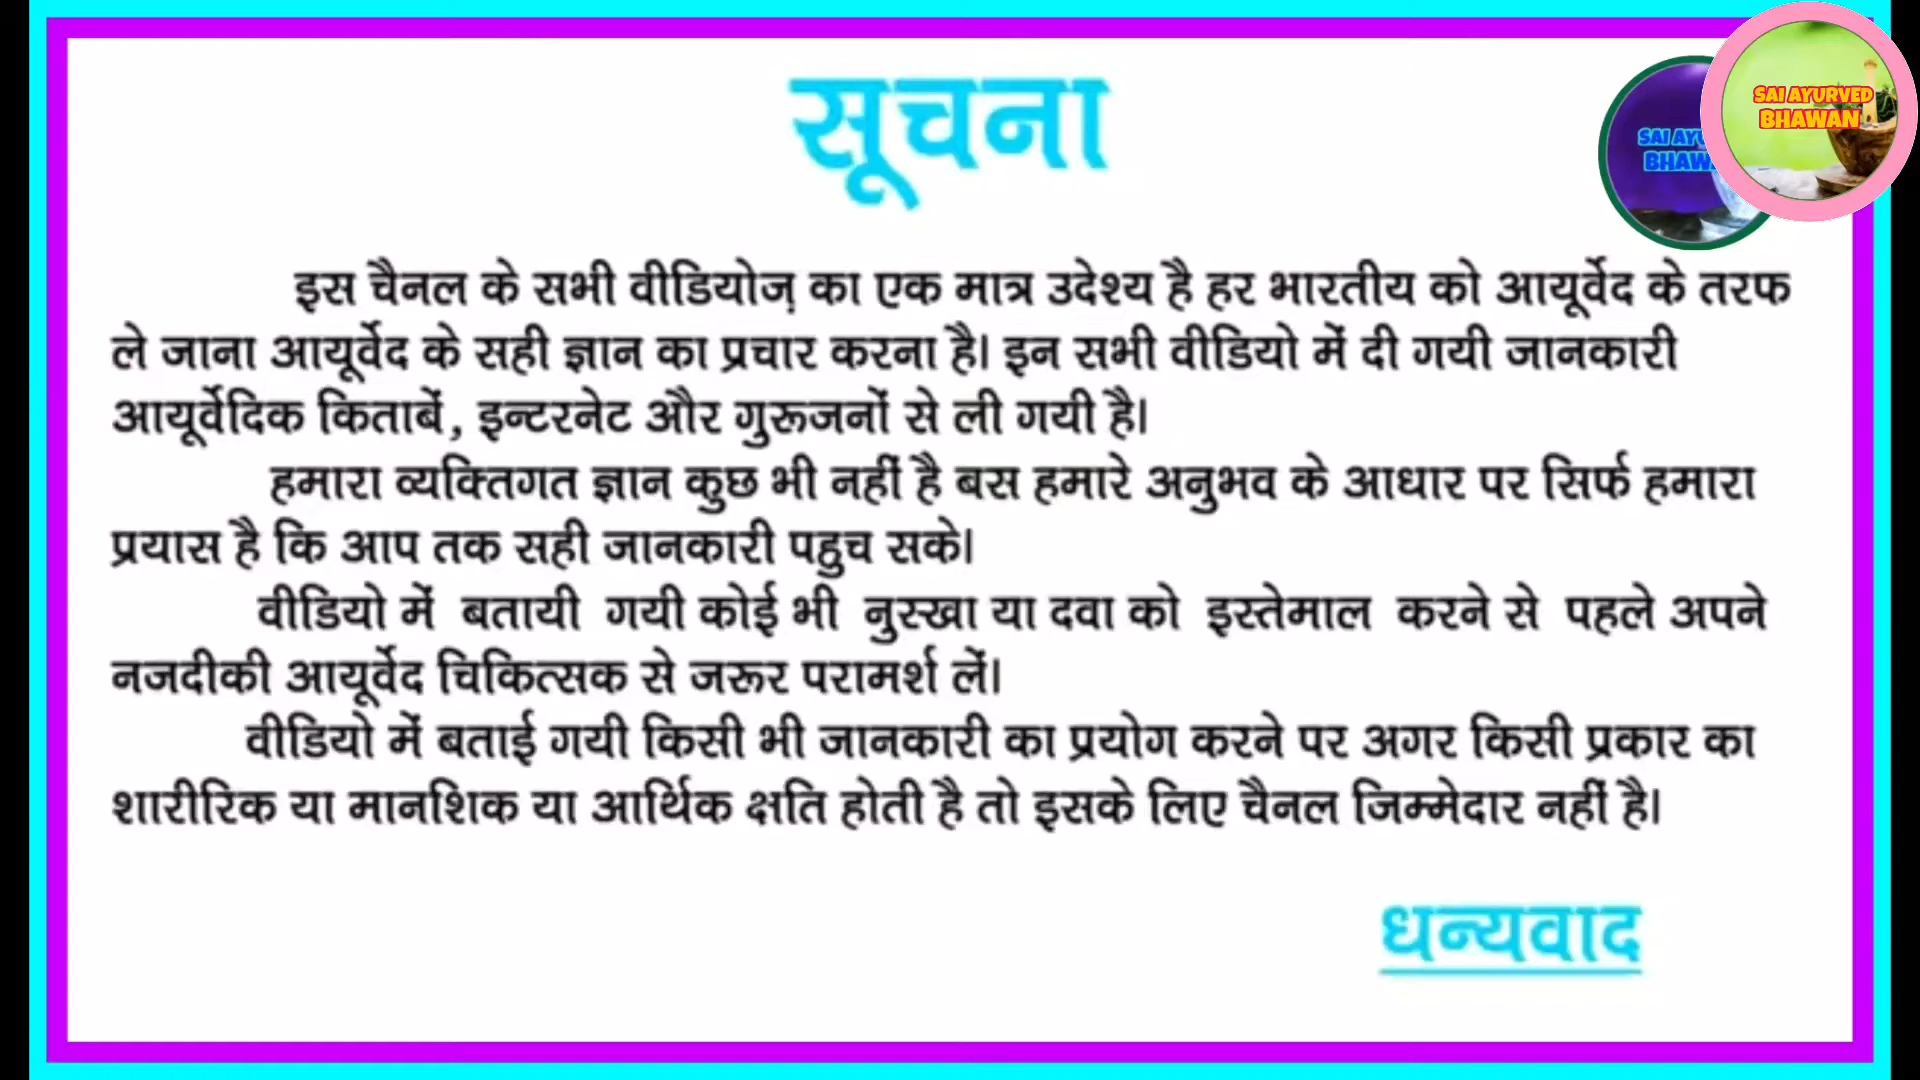 सूचना
SAI AYURVED
BHAWAN
इस चैनल के सभी वीडियोज़ का एक मात्र उदेश्य है हर भारतीय को आयूर्वेद के तरफ
ले जाना आयूर्वेद के सही ज्ञान का प्रचार करना है। इन सभी वीडियो में दी गयी जानकारी
आयूर्वेदिक किताबें, इन्टरनेट और गुरूजनों से ली गयी है।
हमारा व्यक्तिगत ज्ञान कुछ भी नहीं है बस हमारे अनुभव के आधार पर सिर्फ हमारा
प्रयास है कि आप तक सही जानकारी पहुच सके।
वीडियो में बतायी गयी कोई भी नुस्खा या दवा को इस्तेमाल करने से पहले अपने
नजदीकी आयूर्वेद चिकित्सक से जरूर परामर्श लें।
वीडियो में बताई गयी किसी भी जानकारी का प्रयोग करने पर अगर किसी प्रकार का
शारीरिक या मानशिक या आर्थिक क्षति होती है तो इसके लिए चैनल जिम्मेदार नहीं है।
धन्यवाद